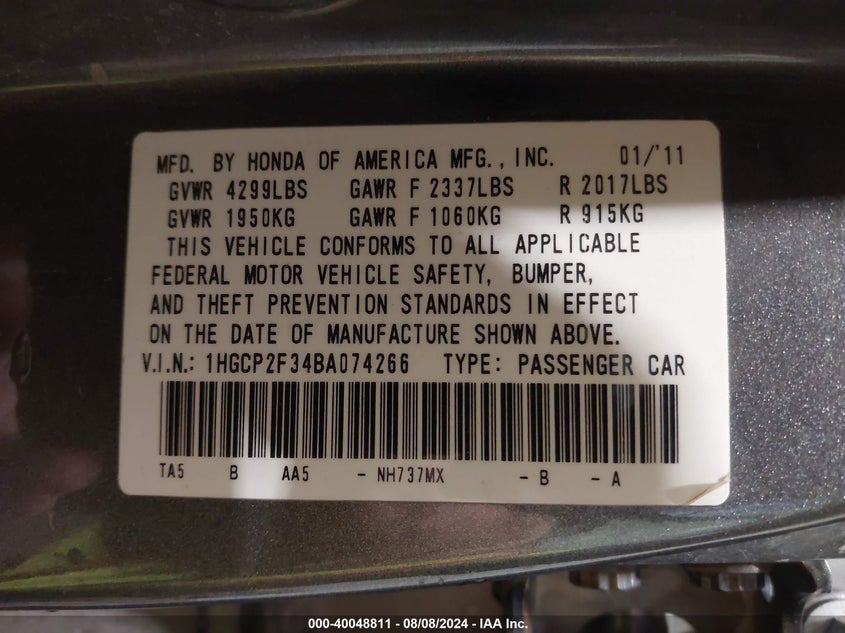 MFD. BY HONDA OF AMERICA MFG., INC. 01/'11
GVWR 4299LBS GAWR F 2337LBS R 2017LBS
GVWR 1950KG GAWR F 1060KG R 915KG
THIS VEHICLE CONFORMS TO ALL APPLICABLE
FEDERAL MOTOR VEHICLE SAFETY, BUMPER,
AND THEFT PREVENTION STANDARDS IN EFFECT
ON THE DATE OF MANUFACTURE SHOWN ABOVE.
V.I.N.: 1HGCP2F34BA074266 TYPE: PASSENGER CAR
TA5 B AA5 - NH737MX - B - A
000-40048811 - 08/08/2024 - IAA Inc.